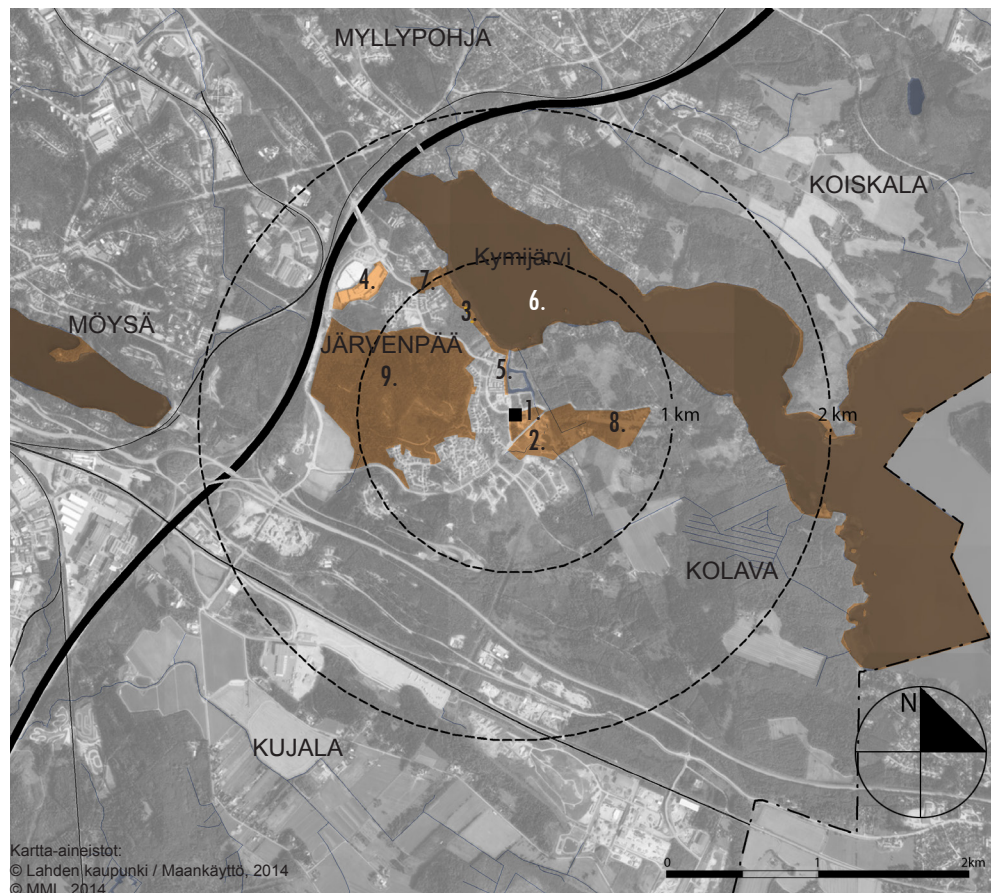 MYLLYPOHJA
KOISKALA
Kymijärvi
4.
7.
6.
3.
MÖYSÄ
JÄRVENPÄÄ
9.
5.
1.
1 km
2 km
2.
8.
KOLAVA
N
KUJALA
Kartta-aineistot:
© Lahden kaupunki / Maankäyttö, 2014
© MML, 2014
0 1 2km